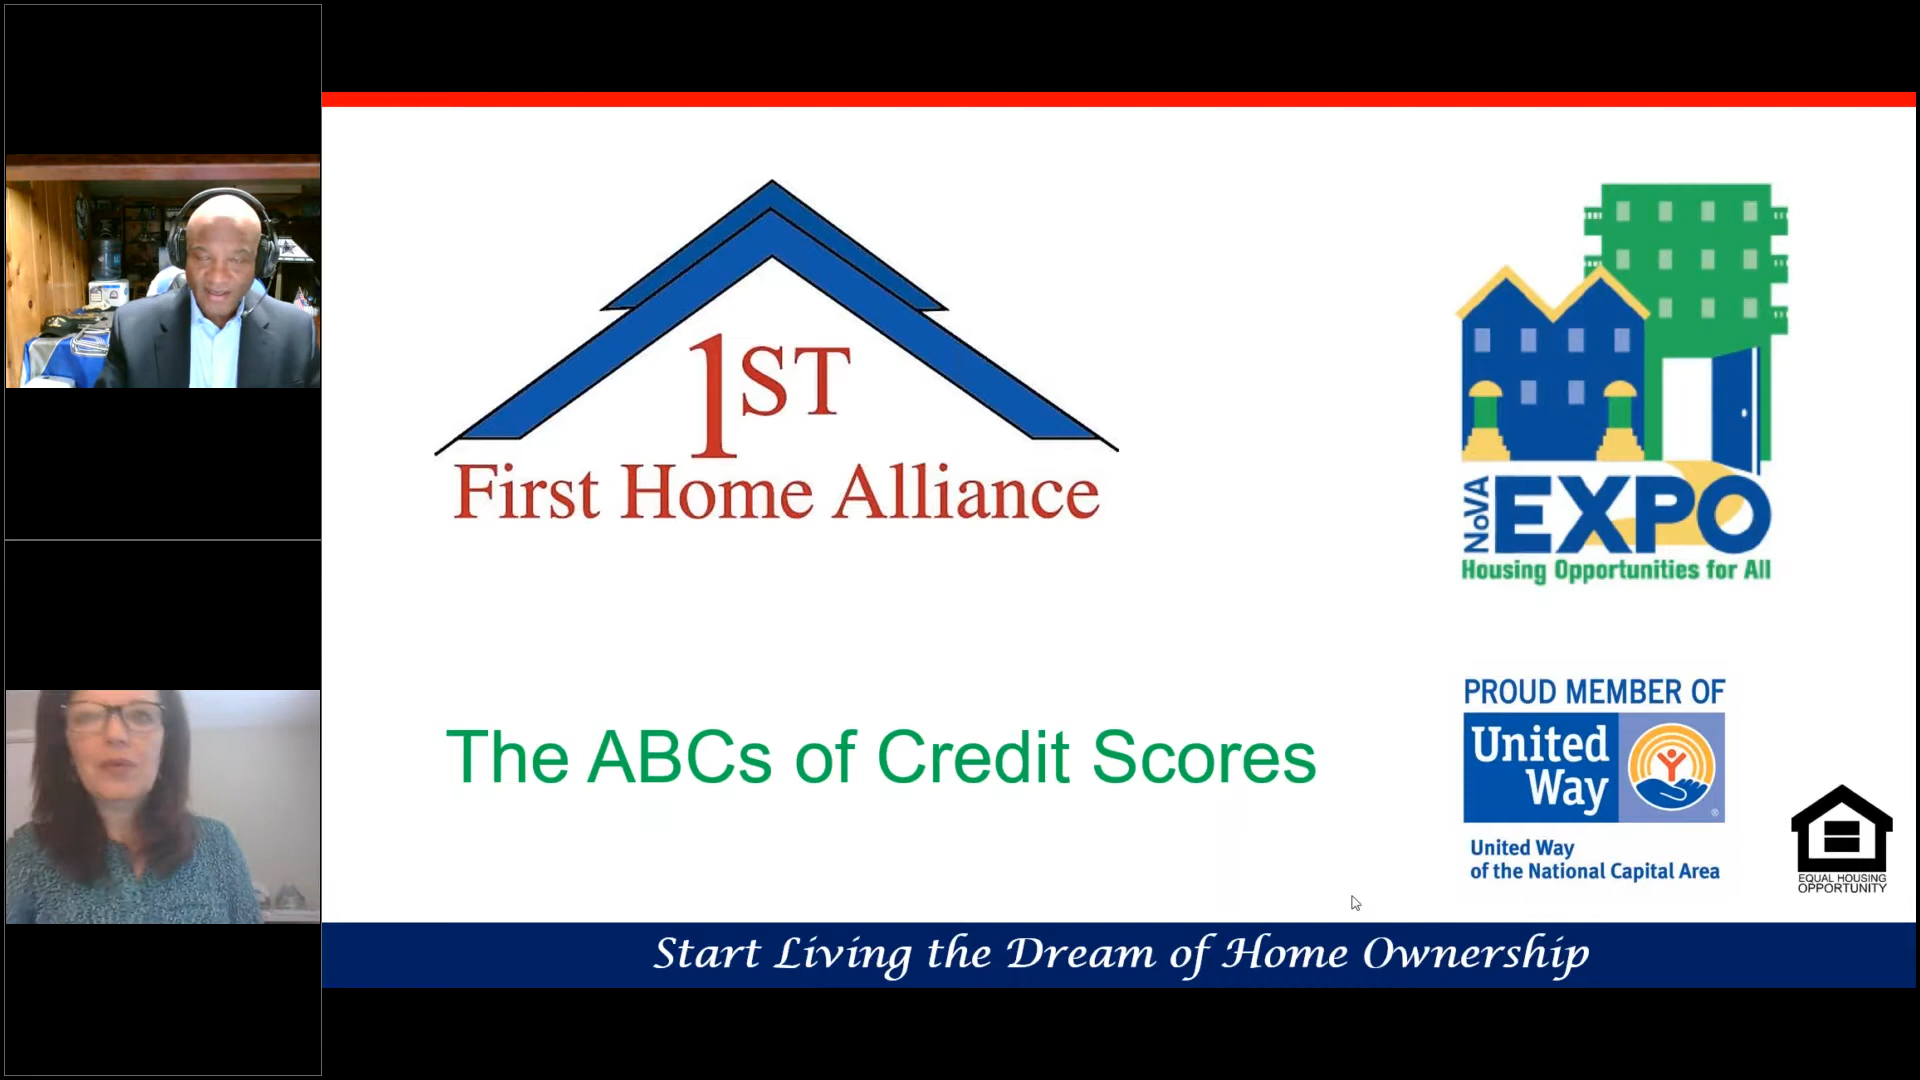 1ST
First Home Alliance
NoVA
EXPO
Housing Opportunities for All
The ABCs of Credit Scores
PROUD MEMBER OF
United
Way
®
United Way
of the National Capital Area
EQUAL HOUSING
OPPORTUNITY
Start Living the Dream of Home Ownership